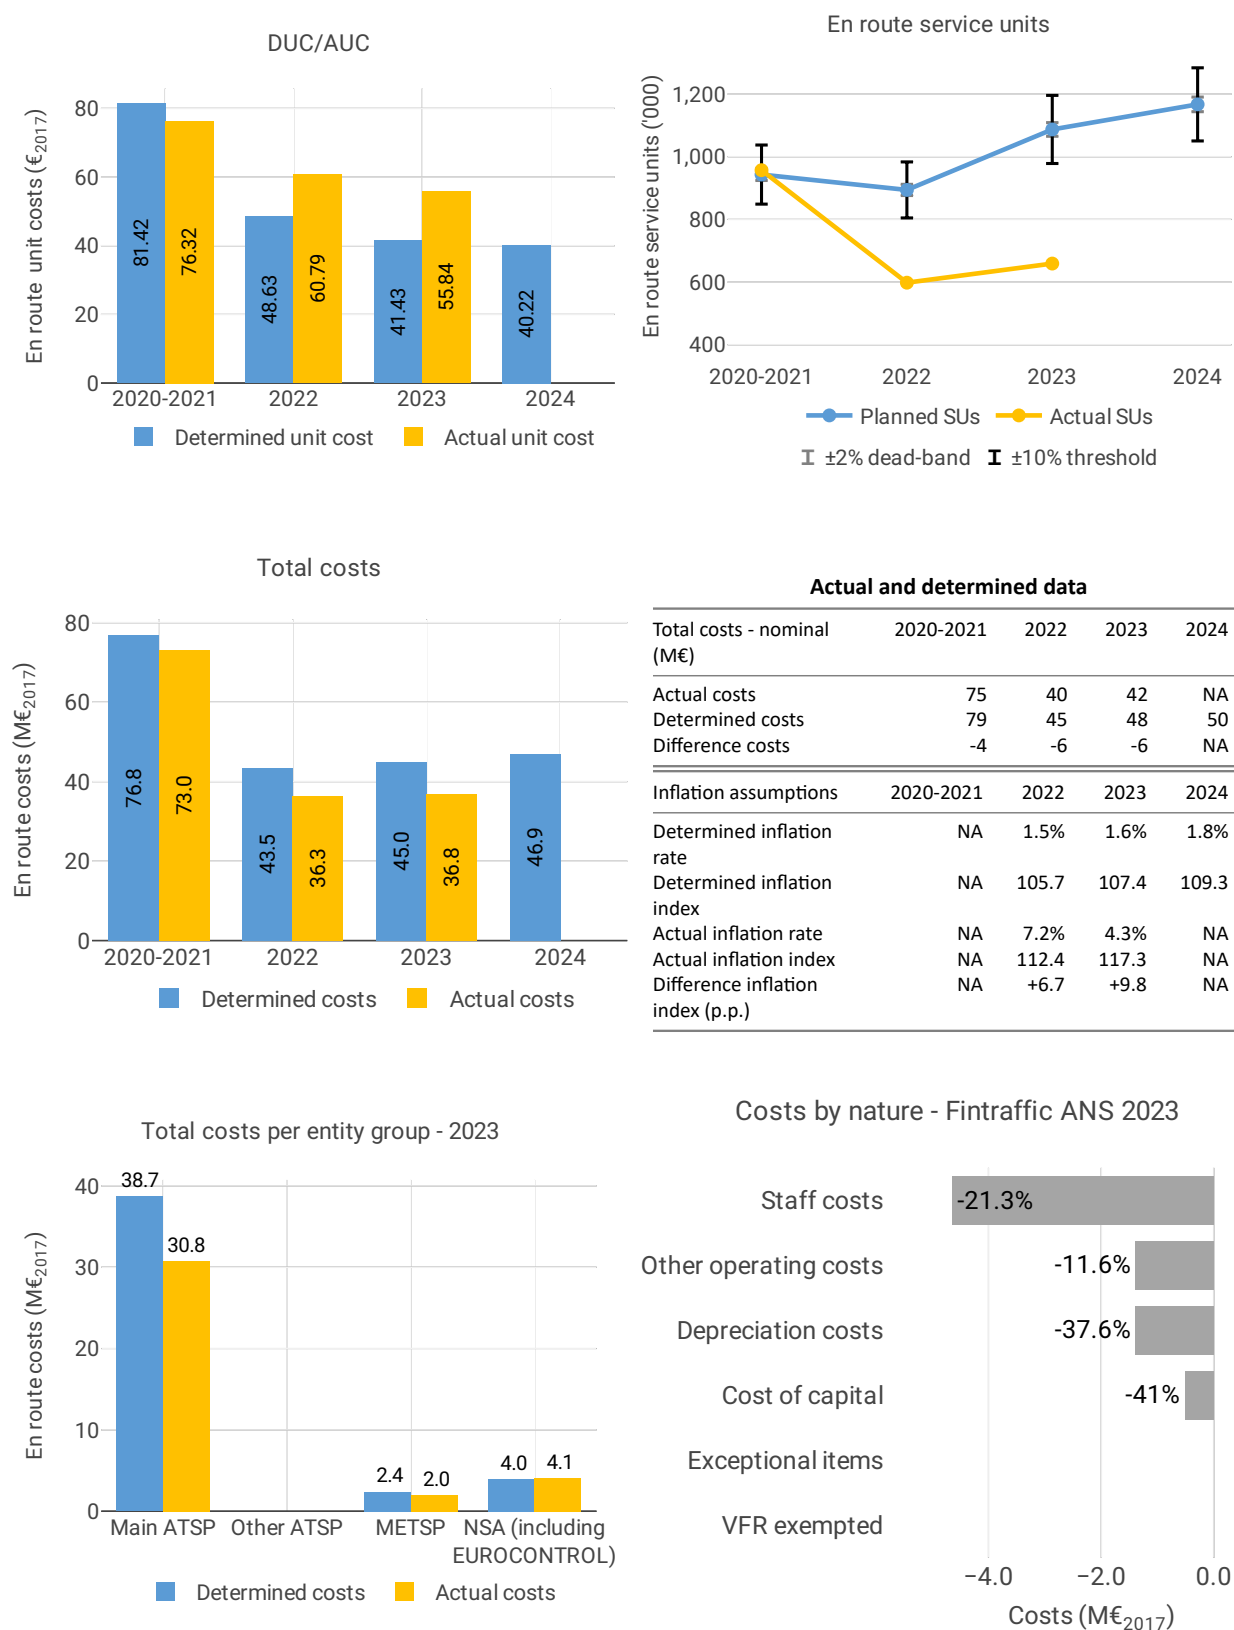 DUC/AUC
En route unit costs (€2017)
80
60
40
20
0
81.42
76.32
48.63
60.79
41.43
55.84
40.22
2020-2021
2022
2023
2024
Determined unit cost
Actual unit cost
En route service units
En route service units ('000)
1,200
1,000
800
600
400
2020-2021
2022
2023
2024
Planned SUs
Actual SUs
±2% dead-band
±10% threshold
Total costs
En route costs (M€2017)
80
60
40
20
0
76.8
73.0
43.5
36.3
45.0
36.8
46.9
2020-2021
2022
2023
2024
Determined costs
Actual costs
Actual and determined data
Total costs - nominal 2020-2021 2022 2023 2024
(M€)
Actual costs 75 40 42 NA
Determined costs 79 45 48 50
Difference costs -4 -6 -6 NA
Inflation assumptions 2020-2021 2022 2023 2024
Determined inflation NA 1.5% 1.6% 1.8%
rate
Determined inflation NA 105.7 107.4 109.3
index
Actual inflation rate NA 7.2% 4.3% NA
Actual inflation index NA 112.4 117.3 NA
Difference inflation NA +6.7 +9.8 NA
index (p.p.)
Total costs per entity group - 2023
En route costs (M€2017)
40
30
20
10
0
38.7
30.8
2.4
2.0
4.0
4.1
Main ATSP
Other ATSP
METSP
NSA (including
EUROCONTROL)
Determined costs
Actual costs
Costs by nature - Fintraffic ANS 2023
Staff costs
-21.3%
Other operating costs
-11.6%
Depreciation costs
-37.6%
Cost of capital
-41%
Exceptional items
VFR exempted
−4.0
−2.0
0.0
Costs (M€2017)